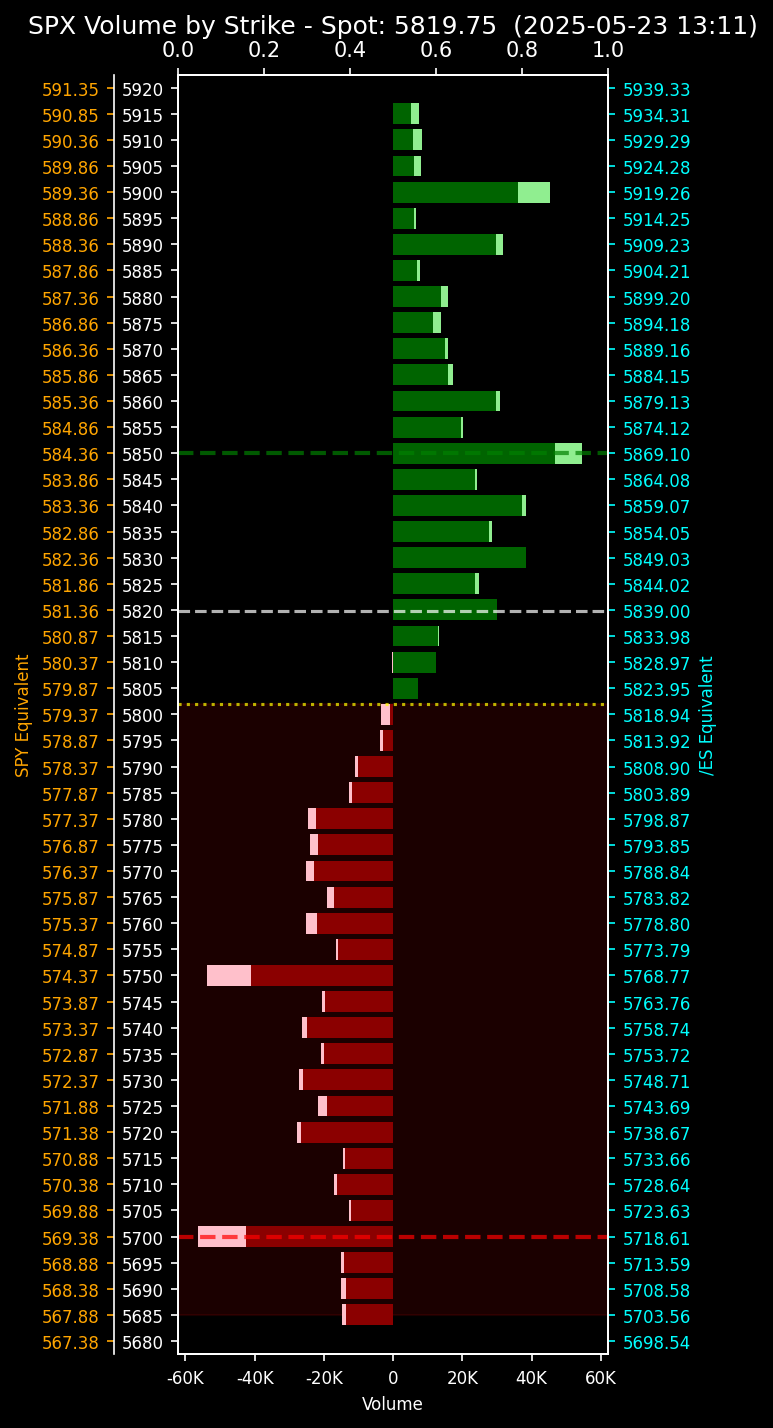 SPX Volume by Strike - Spot: 5819.75 (2025-05-23 13:11)
0.0 0.2 0.4 0.6 0.8 1.0
591.35 5920 5939.33
590.85 5915 5934.31
590.36 5910 5929.29
589.86 5905 5924.28
589.36 5900 5919.26
588.86 5895 5914.25
588.36 5890 5909.23
587.86 5885 5904.21
587.36 5880 5899.20
586.86 5875 5894.18
586.36 5870 5889.16
585.86 5865 5884.15
585.36 5860 5879.13
584.86 5855 5874.12
584.36 5850 5869.10
583.86 5845 5864.08
583.36 5840 5859.07
582.86 5835 5854.05
582.36 5830 5849.03
581.86 5825 5844.02
581.36 5820 5839.00
580.87 5815 5833.98
580.37 5810 5828.97
579.87 5805 5823.95
579.37 5800 5818.94
578.87 5795 5813.92
578.37 5790 5808.90
577.87 5785 5803.89
577.37 5780 5798.87
576.87 5775 5793.85
576.37 5770 5788.84
575.87 5765 5783.82
575.37 5760 5778.80
574.87 5755 5773.79
574.37 5750 5768.77
573.87 5745 5763.76
573.37 5740 5758.74
572.87 5735 5753.72
572.37 5730 5748.71
571.88 5725 5743.69
571.38 5720 5738.67
570.88 5715 5733.66
570.38 5710 5728.64
569.88 5705 5723.63
569.38 5700 5718.61
568.88 5695 5713.59
568.38 5690 5708.58
567.88 5685 5703.56
567.38 5680 5698.54
SPY Equivalent
/ES Equivalent
-60K -40K -20K 0 20K 40K 60K
Volume